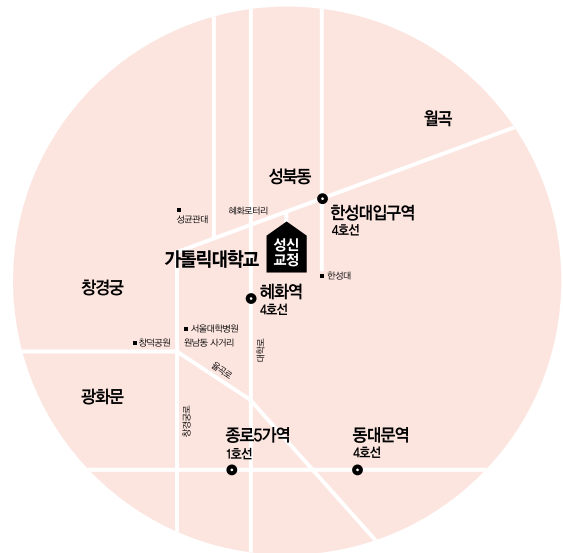 월곡
성북동
성균관대
혜화로터리
한성대입구역
4호선
가톨릭대학교
성신
교정
한성대
창경궁
혜화역
4호선
서울대학병원
창덕공원
원남동 사거리
대학로
율곡로
광화문
창경궁로
종로5가역
1호선
동대문역
4호선